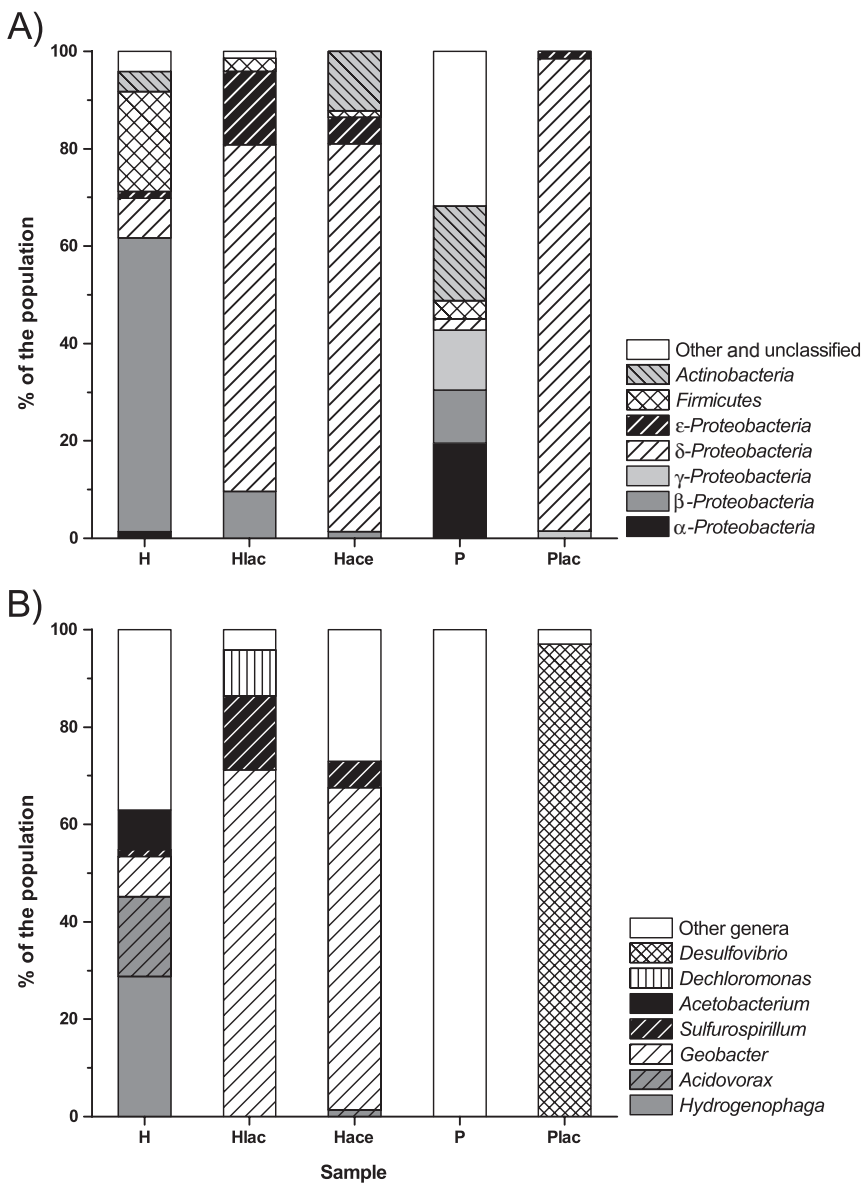 A)
100
80
60
40
20
0
% of the population
H Hlac Hace P Plac
Other and unclassified
Actinobacteria
Firmicutes
ε-Proteobacteria
δ-Proteobacteria
γ-Proteobacteria
β-Proteobacteria
α-Proteobacteria
B)
100
80
60
40
20
0
% of the population
H Hlac Hace P Plac
Sample
Other genera
Desulfovibrio
Dechloromonas
Acetobacterium
Sulfurospirillum
Geobacter
Acidovorax
Hydrogenophaga